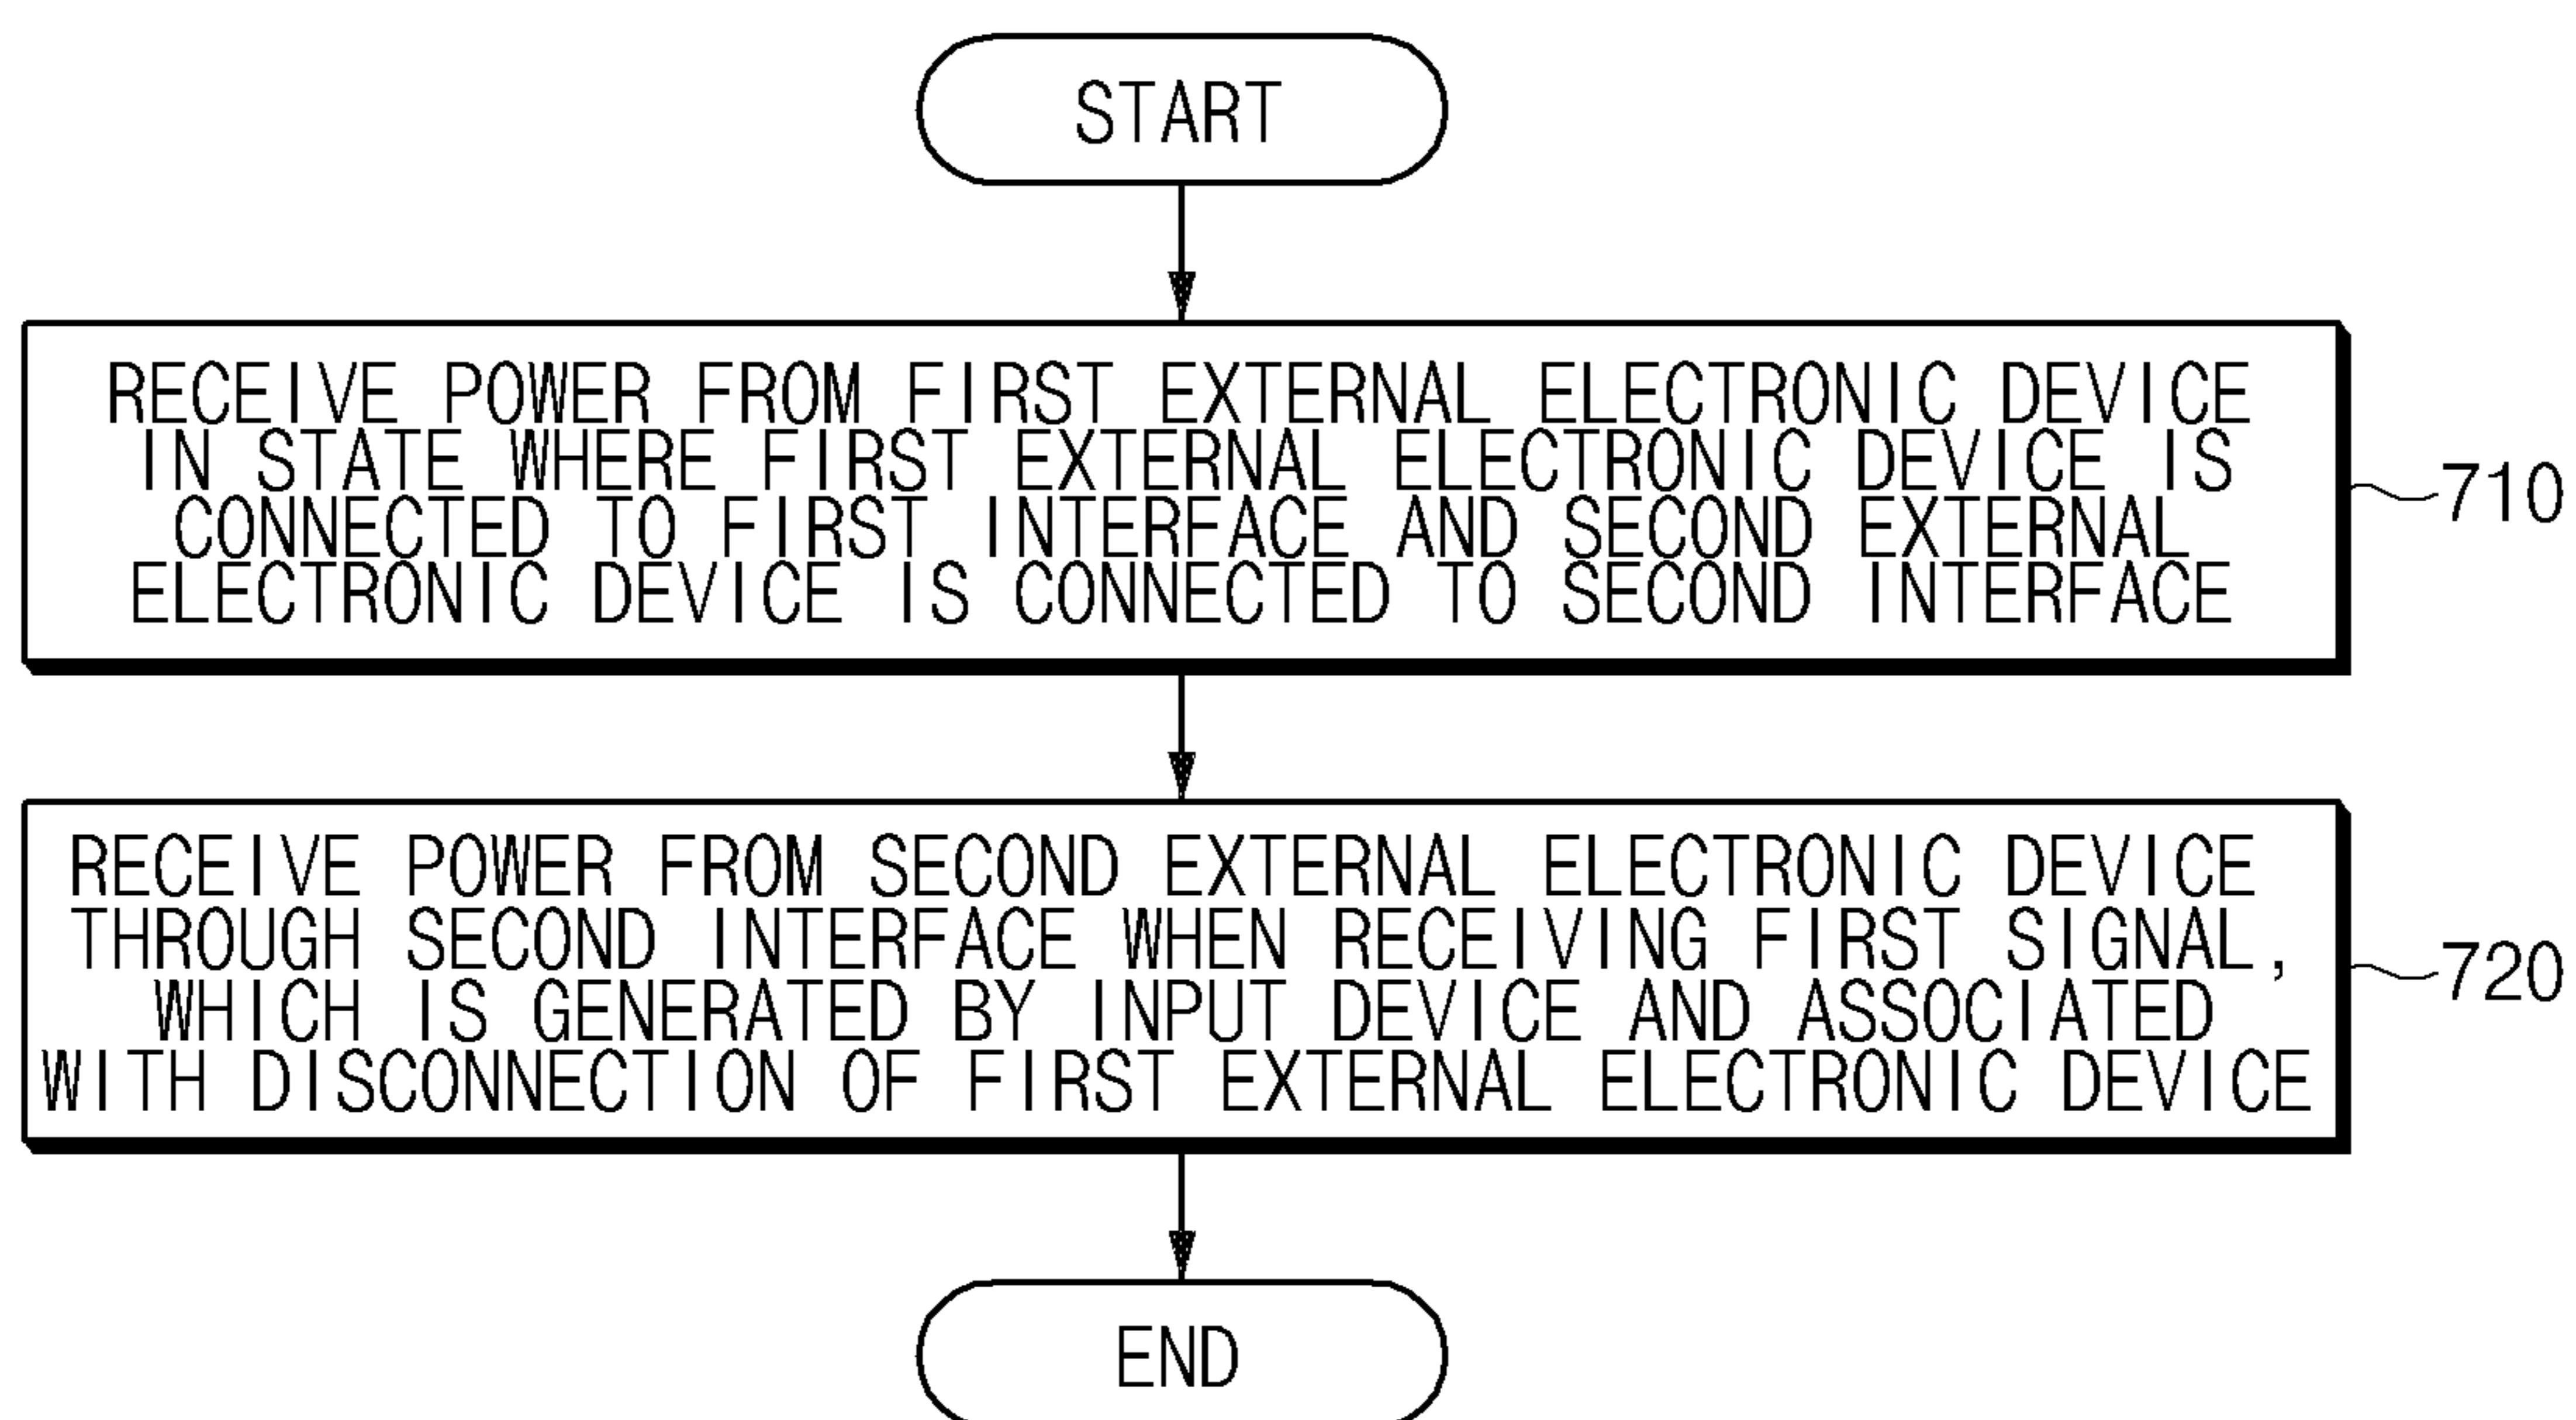 START
RECEIVE POWER FROM FIRST EXTERNAL ELECTRONIC DEVICE
IN STATE WHERE FIRST EXTERNAL ELECTRONIC DEVICE IS
CONNECTED TO FIRST INTERFACE AND SECOND EXTERNAL
ELECTRONIC DEVICE IS CONNECTED TO SECOND INTERFACE
710
RECEIVE POWER FROM SECOND EXTERNAL ELECTRONIC DEVICE
THROUGH SECOND INTERFACE WHEN RECEIVING FIRST SIGNAL,
WHICH IS GENERATED BY INPUT DEVICE AND ASSOCIATED
WITH DISCONNECTION OF FIRST EXTERNAL ELECTRONIC DEVICE
720
END